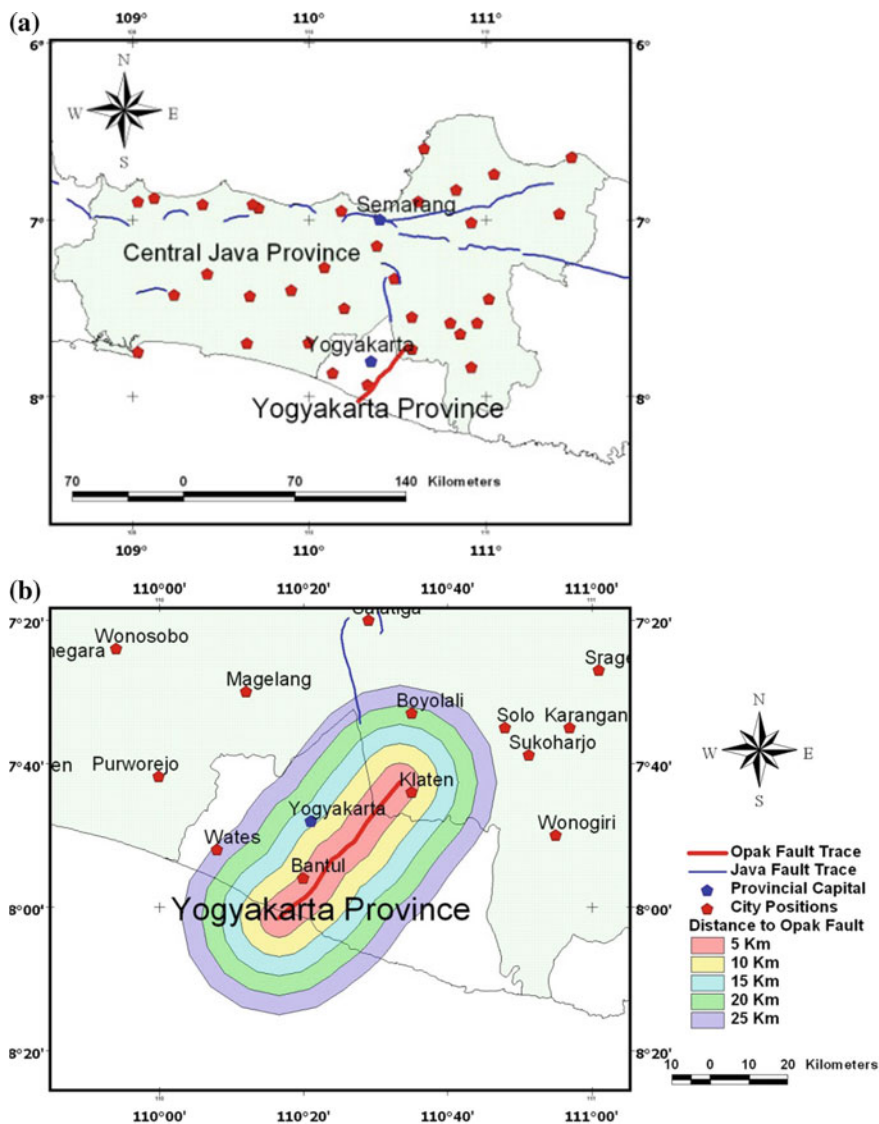 (a)
109° 110° 111°
6° 6°
N
W E
S
Semarang
7° 7°
Central Java Province
Yogyakarta
8° 8°
Yogyakarta Province
70 0 70 140 Kilometers
109° 110° 111°
(b)
110°00' 110°20' 110°40' 111°00'
7°20' 7°20'
Wonosobo
negara
Srage
Magelang
Boyolali
Solo Karangan
Sukoharjo
7°40' 7°40'
en Purworejo
Klaten
Yogyakarta
Wates
Wonogiri
Bantul
8°00' 8°00'
Yogyakarta Province
8°20' 8°20'
110°00' 110°20' 110°40' 111°00'
N
W E
S
Opak Fault Trace
Java Fault Trace
Provincial Capital
City Positions
Distance to Opak Fault
5 Km
10 Km
15 Km
20 Km
25 Km
10 0 10 20 Kilometers